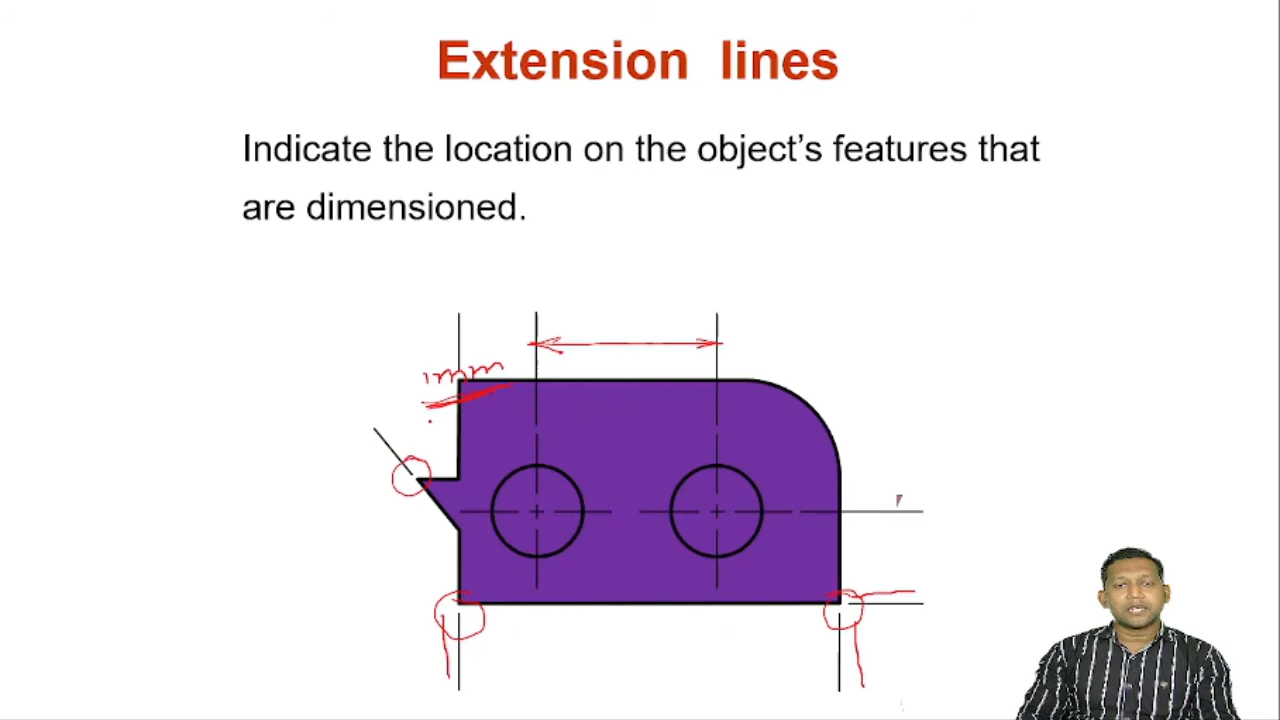 Extension lines
Indicate the location on the object’s features that
are dimensioned.
1mm